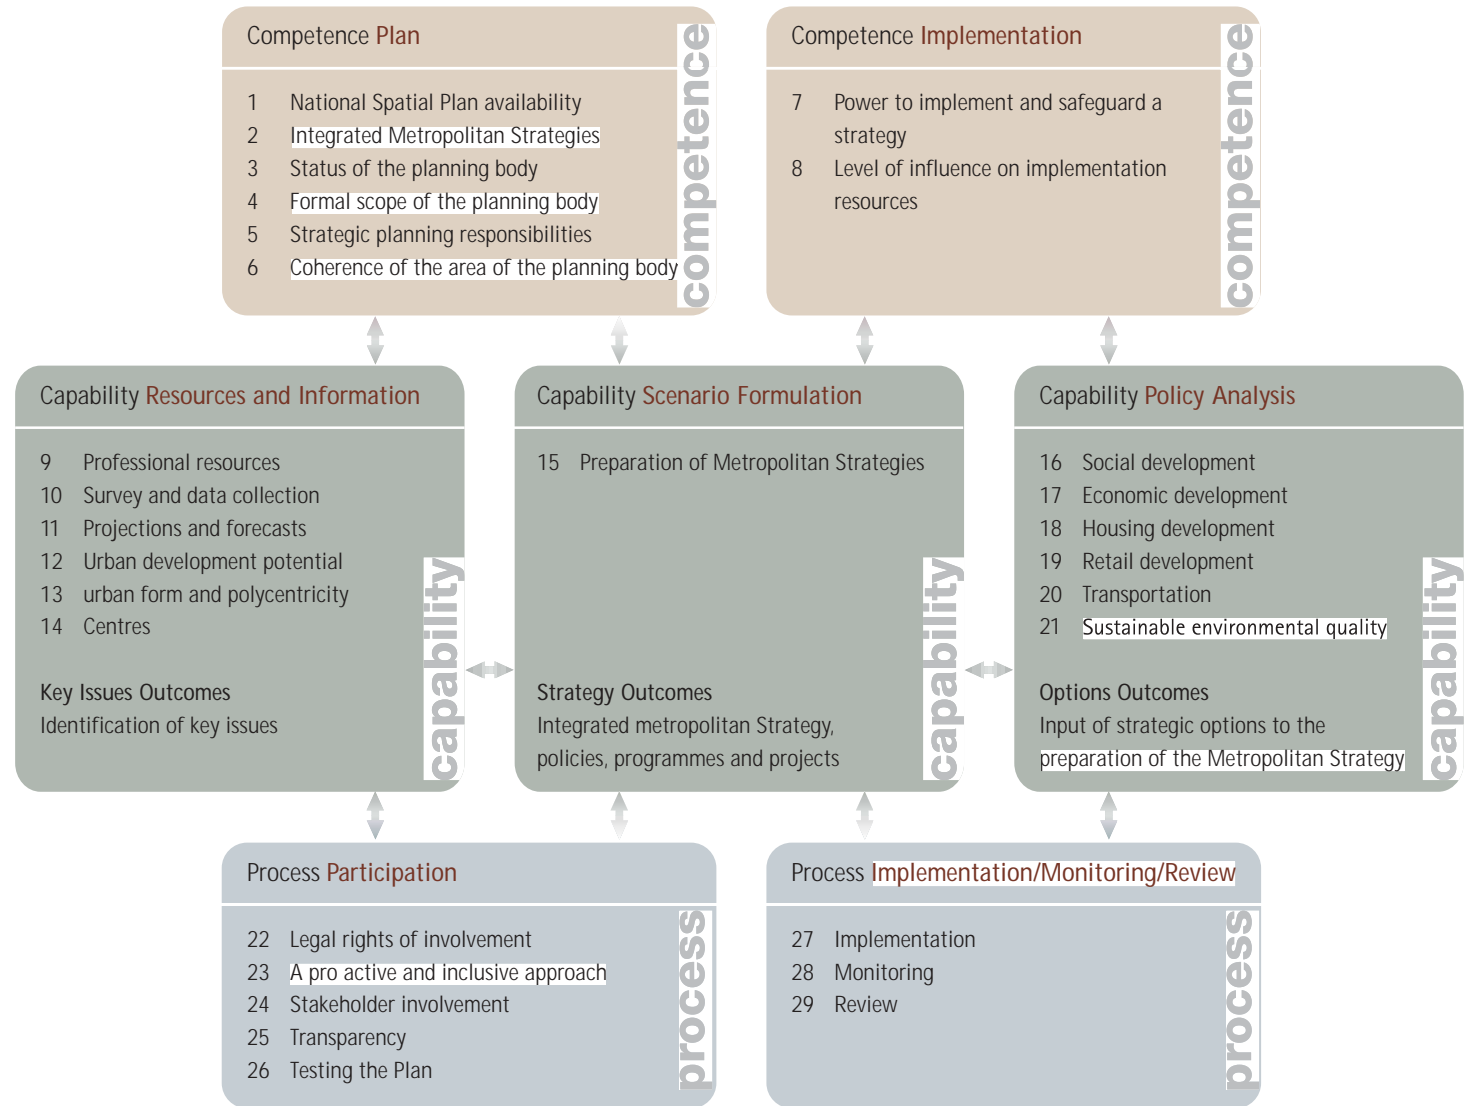 Competence Plan
1 National Spatial Plan availability
2 Integrated Metropolitan Strategies
3 Status of the planning body
4 Formal scope of the planning body
5 Strategic planning responsibilities
6 Coherence of the area of the planning body
competence
Competence Implementation
7 Power to implement and safeguard a
strategy
8 Level of influence on implementation
resources
competence
Capability Resources and Information
9 Professional resources
10 Survey and data collection
11 Projections and forecasts
12 Urban development potential
13 urban form and polycentricity
14 Centres
Key Issues Outcomes
Identification of key issues
capability
Capability Scenario Formulation
15 Preparation of Metropolitan Strategies
Strategy Outcomes
Integrated metropolitan Strategy,
policies, programmes and projects
capability
Capability Policy Analysis
16 Social development
17 Economic development
18 Housing development
19 Retail development
20 Transportation
21 Sustainable environmental quality
Options Outcomes
Input of strategic options to the
preparation of the Metropolitan Strategy
capability
Process Participation
22 Legal rights of involvement
23 A pro active and inclusive approach
24 Stakeholder involvement
25 Transparency
26 Testing the Plan
process
Process Implementation/Monitoring/Review
27 Implementation
28 Monitoring
29 Review
process